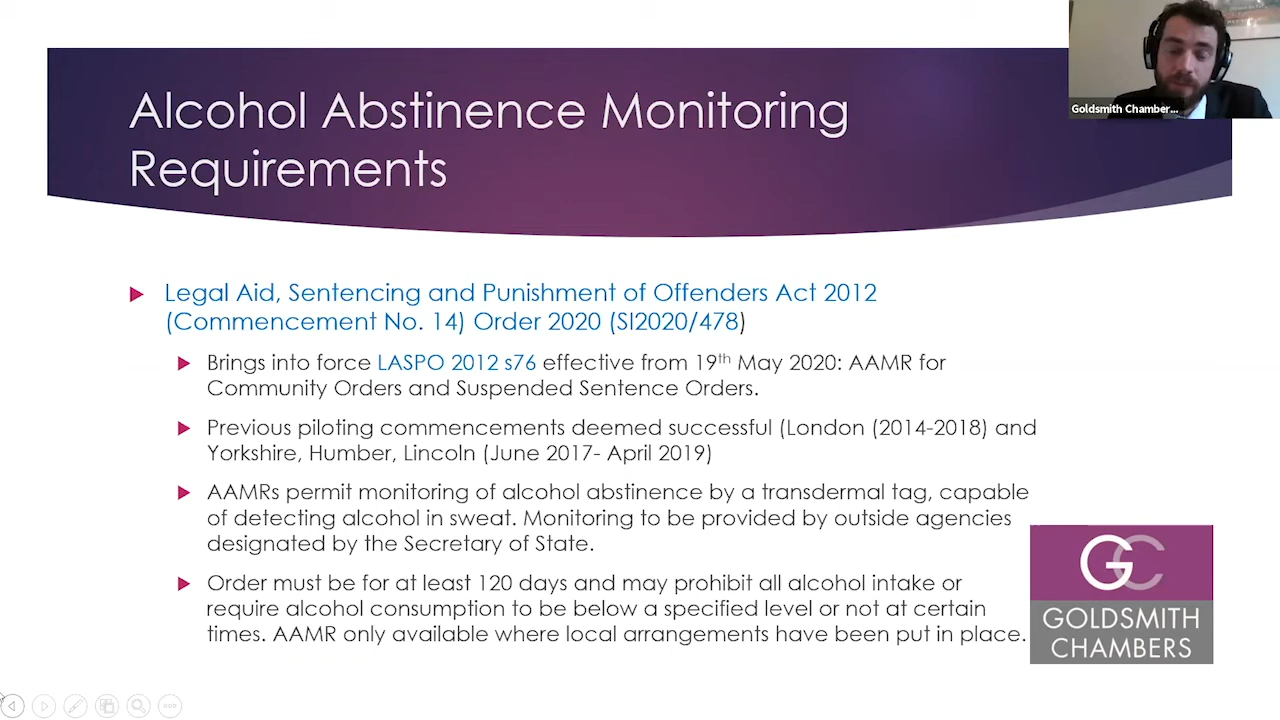 Goldsmith Chamber...
Alcohol Abstinence Monitoring
Requirements
Legal Aid, Sentencing and Punishment of Offenders Act 2012
(Commencement No. 14) Order 2020 (SI2020/478)
Brings into force LASPO 2012 s76 effective from 19th May 2020: AAMR for
Community Orders and Suspended Sentence Orders.
Previous piloting commencements deemed successful (London (2014-2018) and
Yorkshire, Humber, Lincoln (June 2017- April 2019)
AAMRs permit monitoring of alcohol abstinence by a transdermal tag, capable
of detecting alcohol in sweat. Monitoring to be provided by outside agencies
designated by the Secretary of State.
Order must be for at least 120 days and may prohibit all alcohol intake or
require alcohol consumption to be below a specified level or not at certain
times. AAMR only available where local arrangements have been put in place.
GC
GOLDSMITH
CHAMBERS